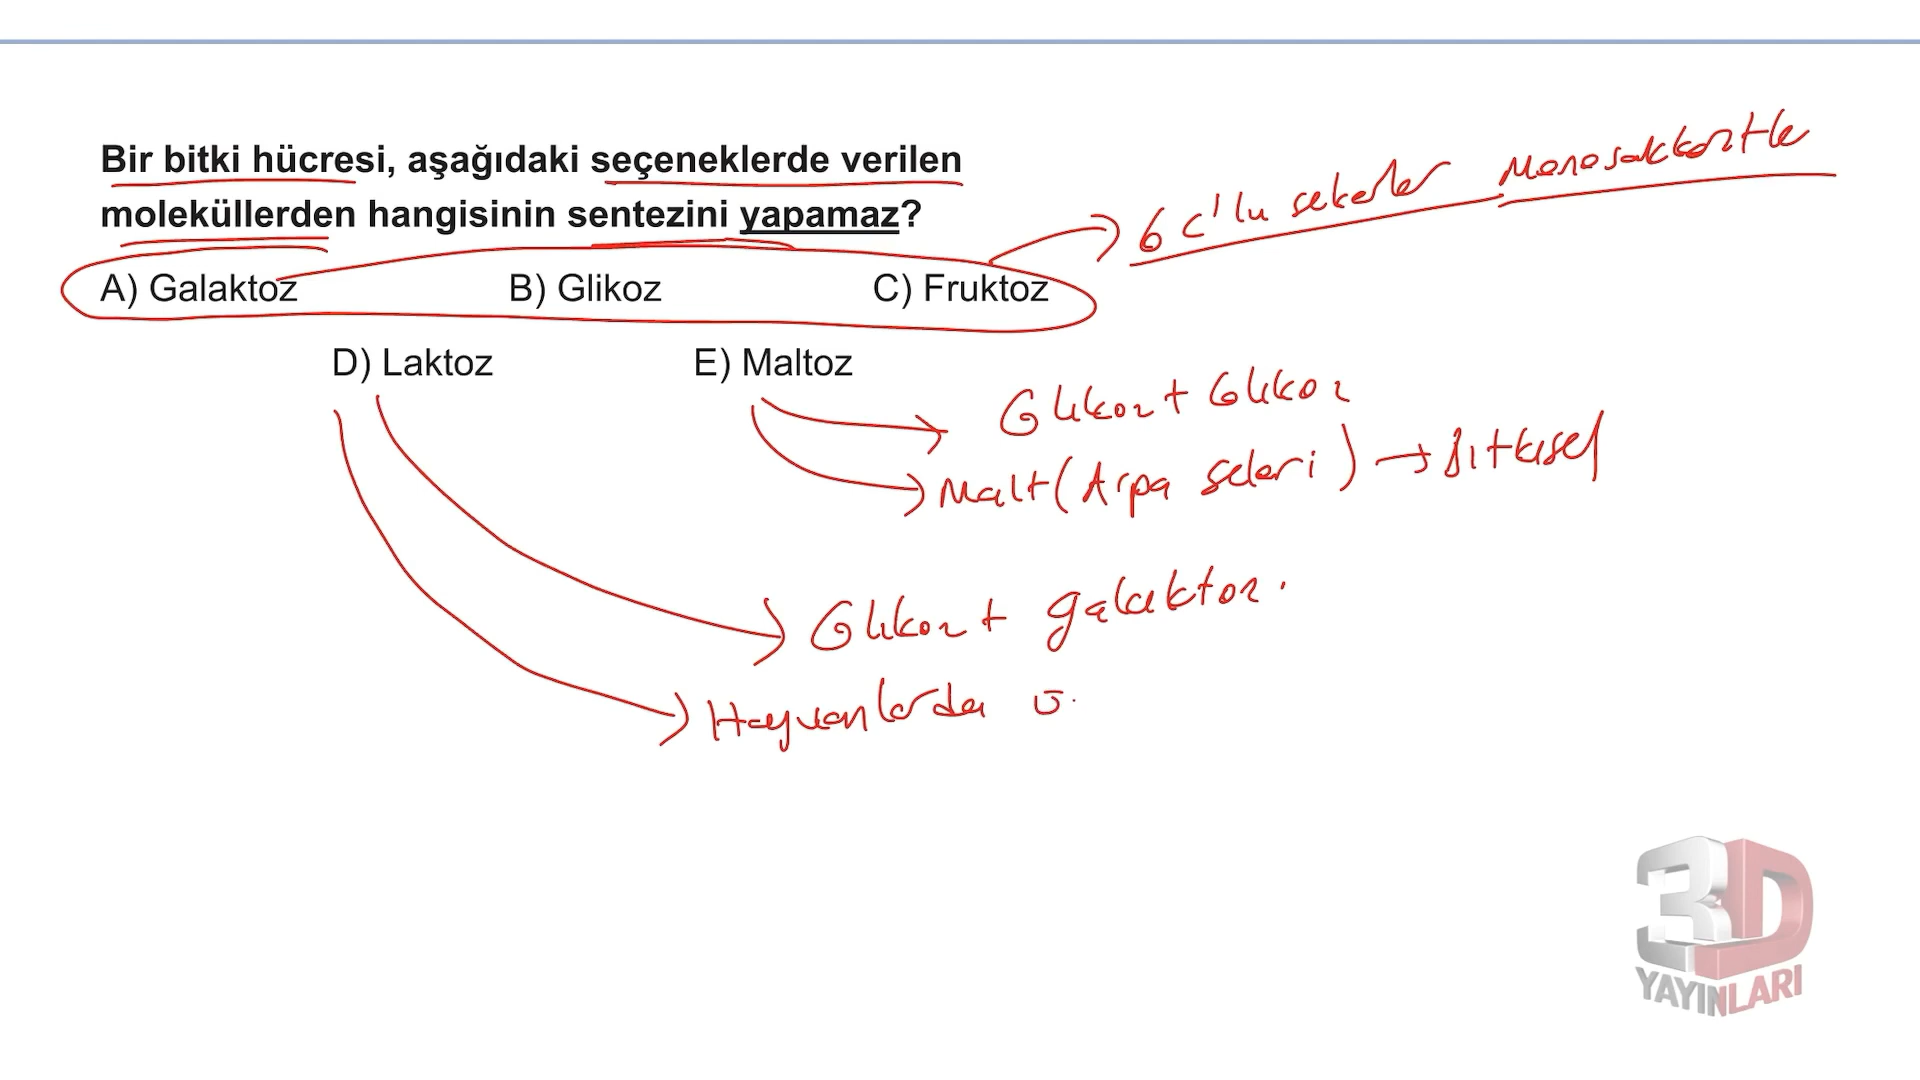 Bir bitki hücresi, aşağıdaki seçeneklerde verilen
moleküllerden hangisinin sentezini yapamaz?
6 c'lu şekerler Monosakkaritle
A) Galaktoz B) Glikoz C) Fruktoz
D) Laktoz E) Maltoz
Glikoz + Glikoz
Malt (Arpa şekeri) → Bitkisel
Glikoz + galaktoz.
Hayvanlarda
3D
YAYINLARI